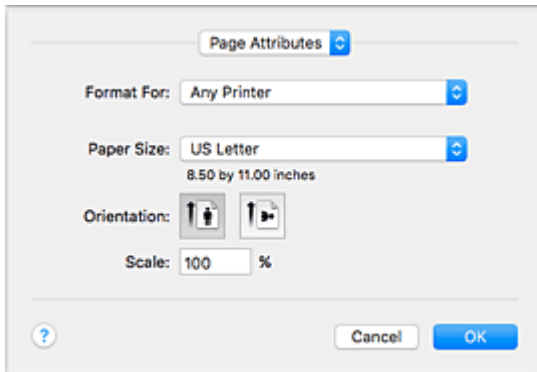 Page Attributes
Format For: Any Printer
Paper Size: US Letter
8.50 by 11.00 inches
Orientation:
Scale: 100 %
? Cancel OK